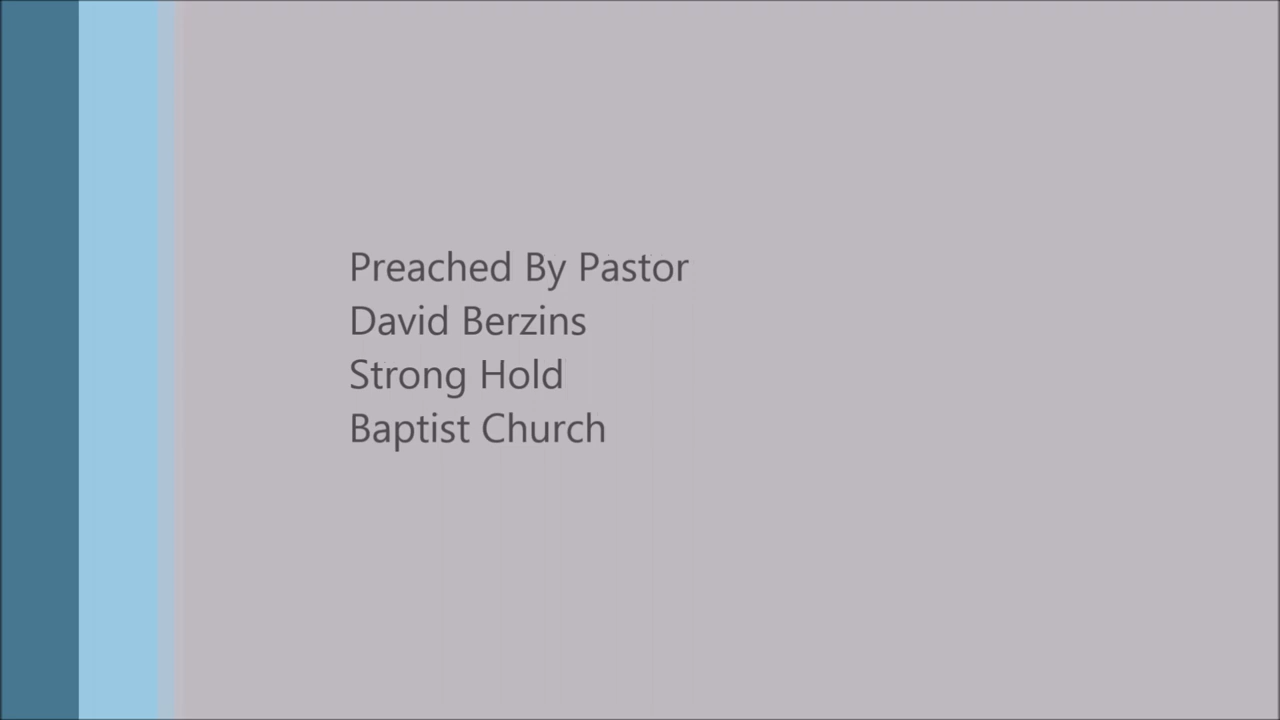 Preached By Pastor
David Berzins
Strong Hold
Baptist Church